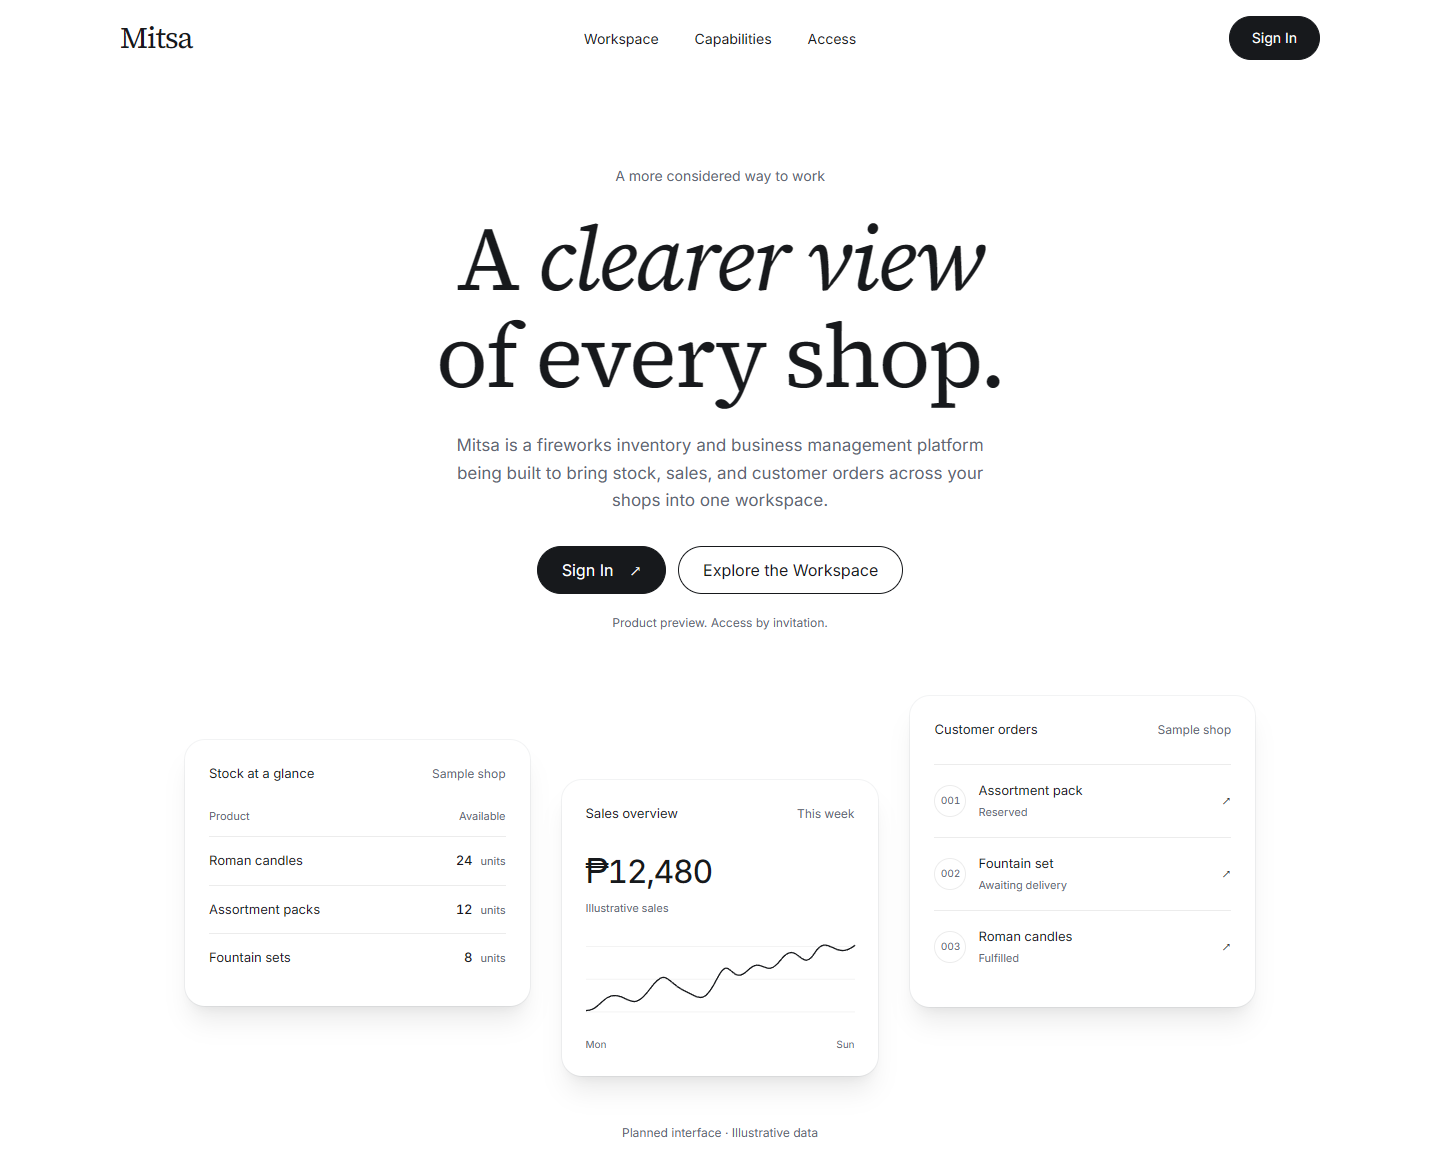 Mitsa
Workspace
Capabilities
Access
Sign In
A more considered way to work
A clearer view
of every shop.
Mitsa is a fireworks inventory and business management platform
being built to bring stock, sales, and customer orders across your
shops into one workspace.
Sign In ↗
Explore the Workspace
Product preview. Access by invitation.
Stock at a glance
Sample shop
Product
Available
Roman candles
24 units
Assortment packs
12 units
Fountain sets
8 units
Sales overview
This week
₱12,480
Illustrative sales
Mon
Sun
Customer orders
Sample shop
001
Assortment pack
Reserved
↗
002
Fountain set
Awaiting delivery
↗
003
Roman candles
Fulfilled
↗
Planned interface · Illustrative data